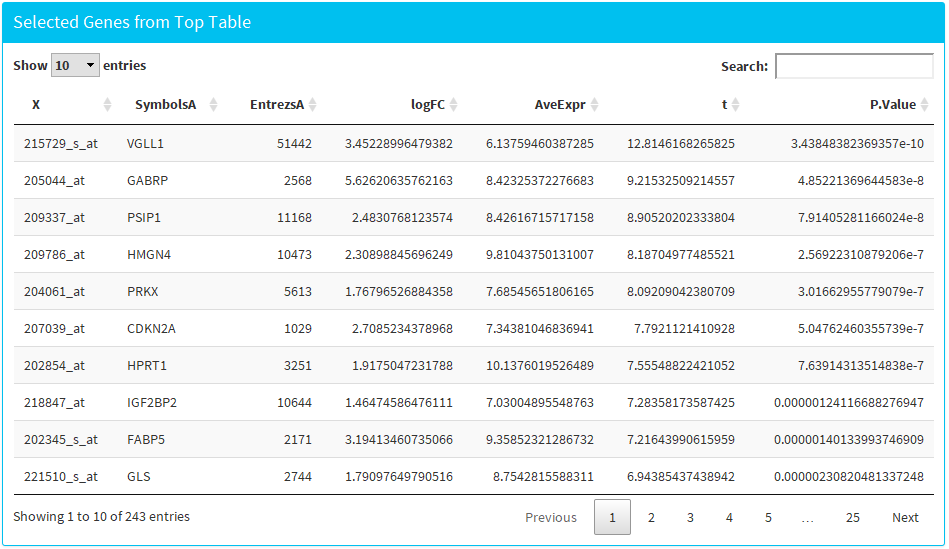 Selected Genes from Top Table
Show 10 entries Search:
X SymbolsA EntrezsA logFC AveExpr t P.Value
215729_s_at VGLL1 51442 3.45228996479382 6.13759460387285 12.8146168265825 3.43848382369357e-10
205044_at GABRP 2568 5.62620635762163 8.42325372276683 9.21532509214557 4.85221369644583e-8
209337_at PSIP1 11168 2.4830768123574 8.42616715717158 8.90520202333804 7.91405281166024e-8
209786_at HMGN4 10473 2.30898845696249 9.81043750131007 8.18704977485521 2.56922310879206e-7
204061_at PRKX 5613 1.76796526884358 7.68545651806165 8.09209042380709 3.01662955779079e-7
207039_at CDKN2A 1029 2.7085234378968 7.34381046836941 7.7921121410928 5.04762460355739e-7
202854_at HPRT1 3251 1.9175047231788 10.1376019526489 7.55548822421052 7.63914313514838e-7
218847_at IGF2BP2 10644 1.46474586476111 7.03004895548763 7.28358173587425 0.00000124116688276947
202345_s_at FABP5 2171 3.19413460735066 9.35852321286732 7.21643990615959 0.00000140133993746909
221510_s_at GLS 2744 1.79097649790516 8.7542815588311 6.94385437438942 0.00000230820481337248
Showing 1 to 10 of 243 entries Previous 1 2 3 4 5 … 25 Next